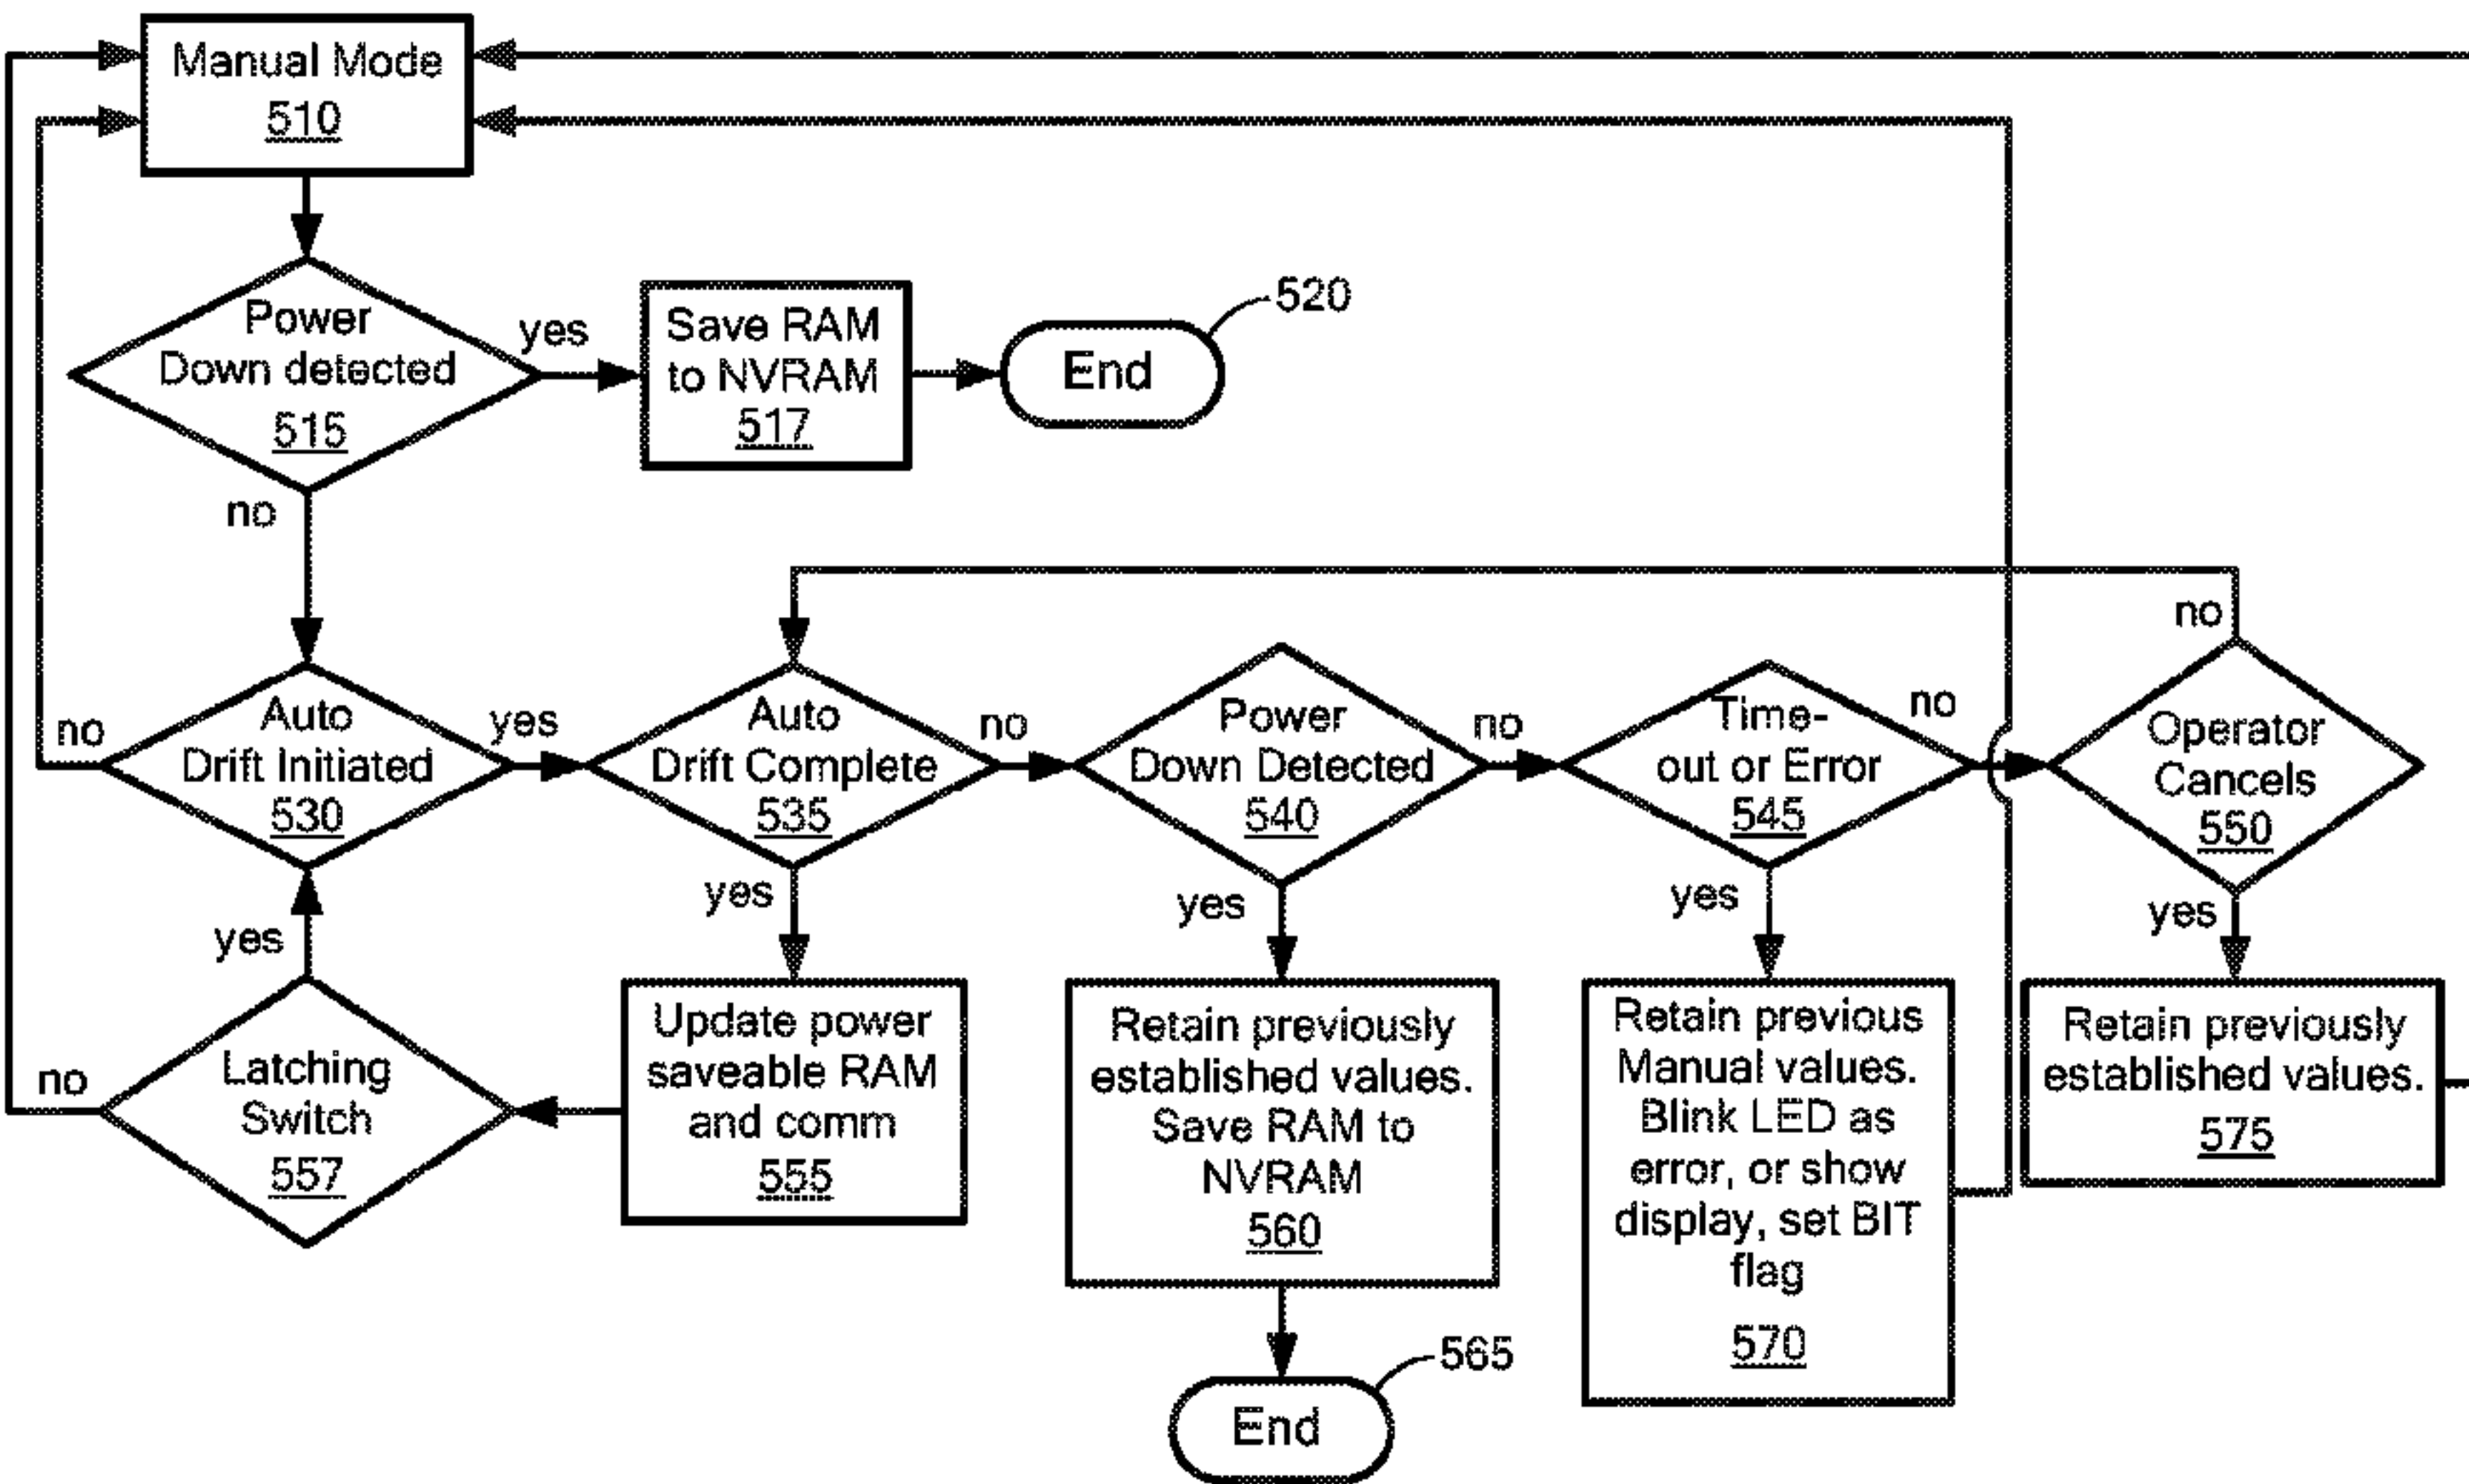 Manual Mode
510
Power
Down detected
515
yes
no
Save RAM
to NVRAM
517
End
520
no
Auto
Drift Initiated
530
yes
Auto
Drift Complete
535
no
yes
Power
Down Detected
540
no
yes
Time-
out or Error
545
no
yes
no
Operator
Cancels
550
yes
yes
no
Latching
Switch
557
Update power
saveable RAM
and comm
555
Retain previously
established values.
Save RAM to
NVRAM
560
End
565
Retain previous
Manual values.
Blink LED as
error, or show
display, set BIT
flag
570
Retain previously
established values.
575